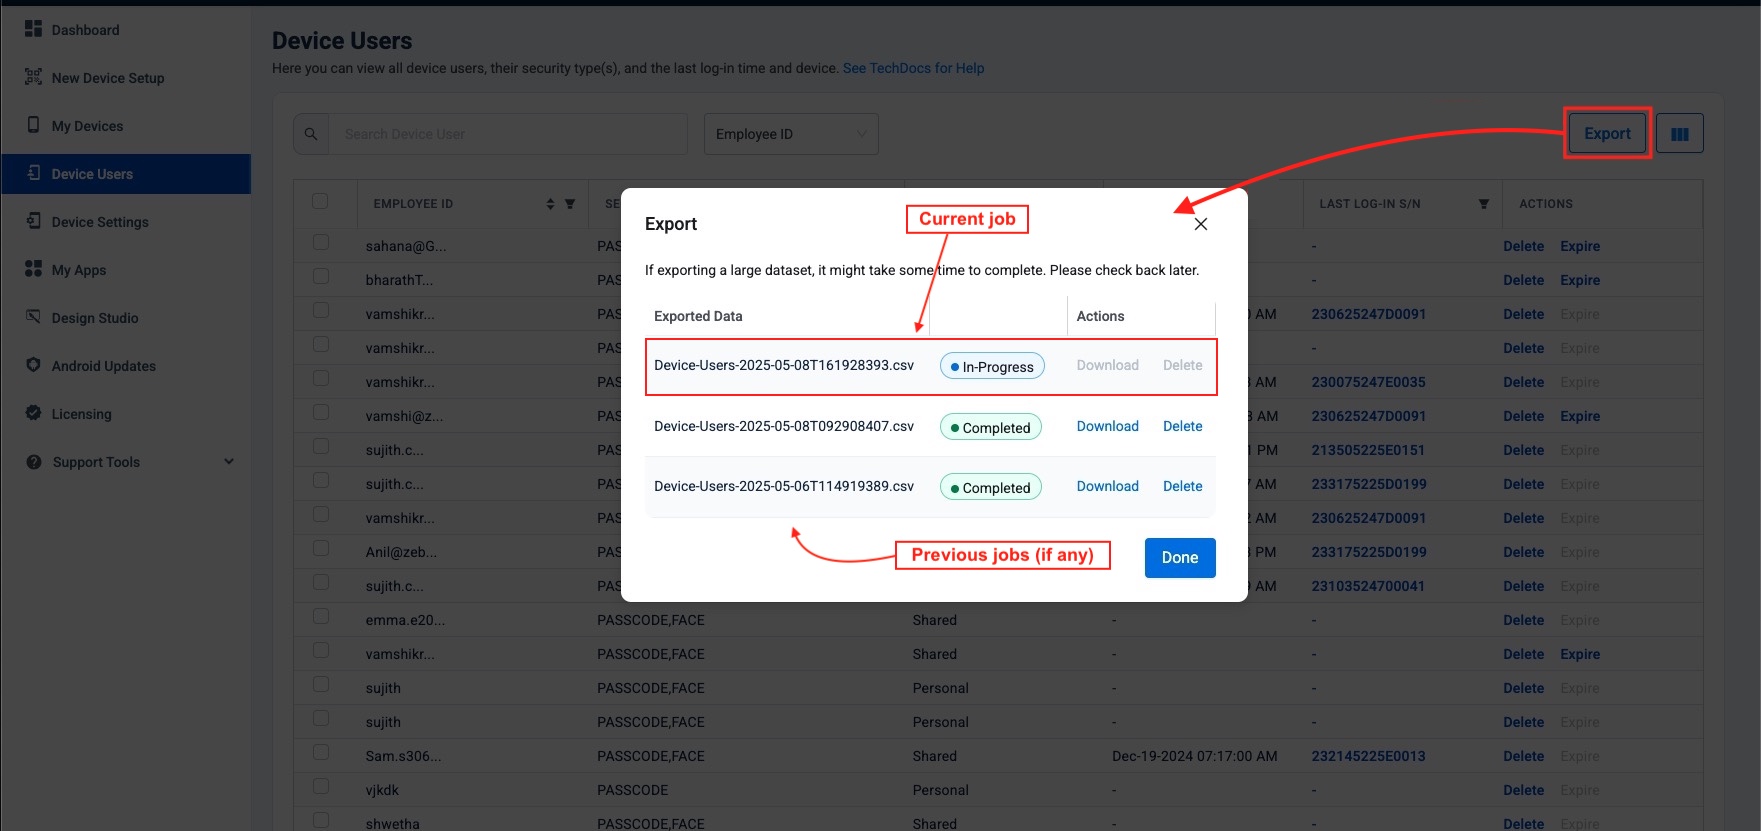 Dashboard
New Device Setup
My Devices
Device Users
Device Settings
My Apps
Design Studio
Android Updates
Licensing
Support Tools
Device Users
Here you can view all device users, their security type(s), and the last log-in time and device. See TechDocs for Help
Search Device User
Employee ID
Export
EMPLOYEE ID SE LAST LOG-IN S/N ACTIONS
sahana@G... PAS - Delete Expire
bharathT... PAS - Delete Expire
vamshikr... PAS AM 230625247D0091 Delete Expire
vamshikr... PAS - Delete Expire
vamshikr... PAS AM 230075247E0035 Delete Expire
vamshi@z... PAS AM 230625247D0091 Delete Expire
sujith.c... PAS PM 213505225E0151 Delete Expire
sujith.c... PAS AM 233175225D0199 Delete Expire
vamshikr... PAS 2 AM 230625247D0091 Delete Expire
Anil@zeb... PAS PM 233175225D0199 Delete Expire
sujith.c... PAS AM 23103524700041 Delete Expire
emma.e20... PASSCODE,FACE Shared - - Delete Expire
vamshikr... PASSCODE,FACE Shared - - Delete Expire
sujith PASSCODE,FACE Personal - - Delete Expire
sujith PASSCODE,FACE Personal - - Delete Expire
Sam.s306... PASSCODE,FACE Shared Dec-19-2024 07:17:00 AM 232145225E0013 Delete Expire
vjkdk PASSCODE Personal - - Delete Expire
shwetha PASSCODE,FACE Shared - - Delete Expire
Export
Current job
If exporting a large dataset, it might take some time to complete. Please check back later.
Exported Data Actions
Device-Users-2025-05-08T161928393.csv In-Progress Download Delete
Device-Users-2025-05-08T092908407.csv Completed Download Delete
Device-Users-2025-05-06T114919389.csv Completed Download Delete
Previous jobs (if any)
Done